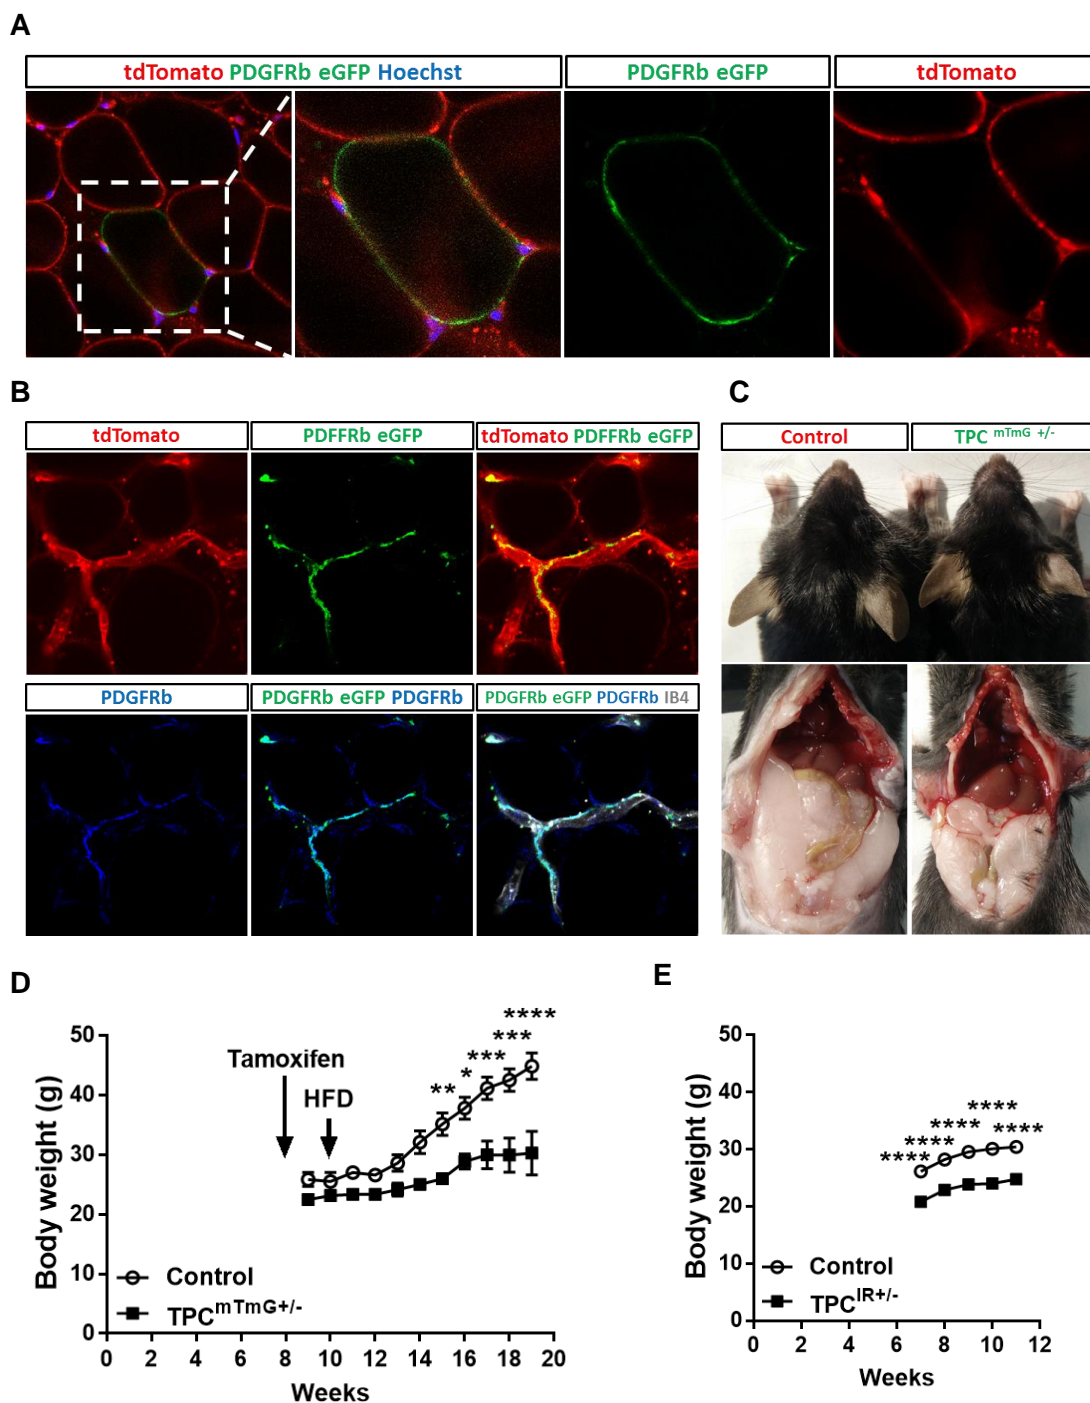 A
tdTomato PDGFRb eGFP Hoechst
PDGFRb eGFP
tdTomato
B
C
tdTomato
PDFFRb eGFP
tdTomato PDFFRb eGFP
Control
TPC mTmG +/-
PDGFRb
PDGFRb eGFP PDGFRb
PDGFRb eGFP PDGFRb IB4
D
Body weight (g)
50
40
30
20
10
0
Tamoxifen
HFD
**
*
***
***
****
Control
TPCmTmG+/-
0 2 4 6 8 10 12 14 16 18 20
Weeks
E
Body weight (g)
50
40
30
20
10
0
****
****
****
****
****
Control
TPCIR+/-
0 2 4 6 8 10 12
Weeks